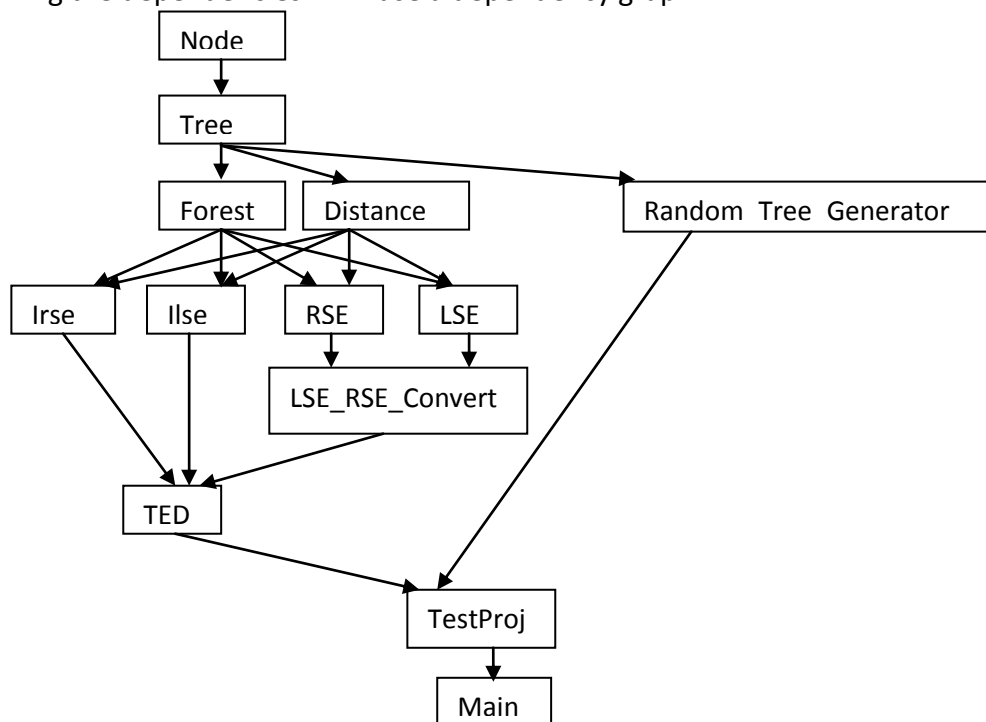 Node
Tree
Forest
Distance
Random Tree Generator
Irse
Ilse
RSE
LSE
LSE_RSE_Convert
TED
TestProj
Main